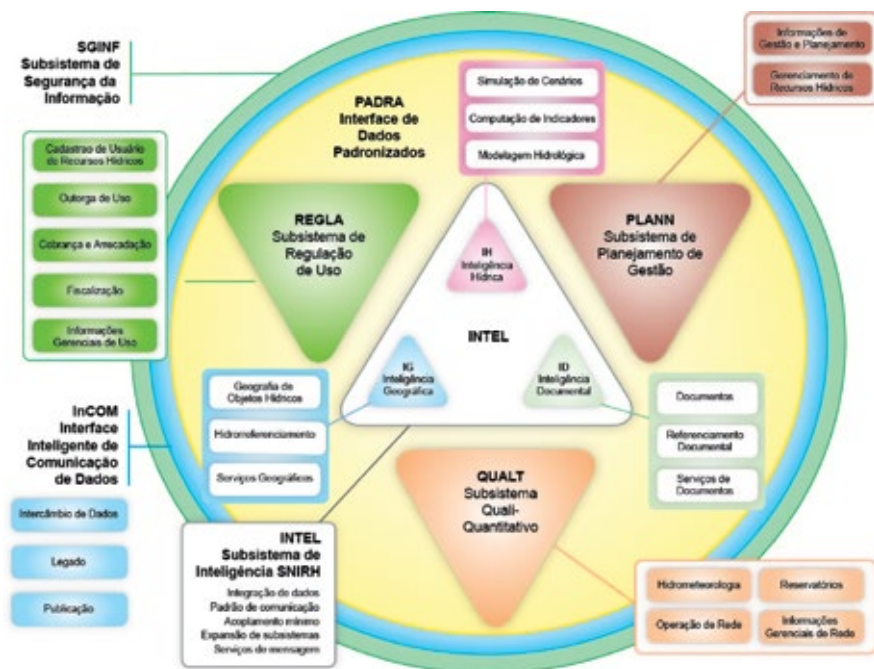 SGINF
Subsistema de
Segurança da
Informação
PADRA
Interface de
Dados
Padronizados
Simulação de Cenários
Computação de Indicadores
Modelagem Hidrológica
Informações de
Gestão e Planejamento
Gerenciamento de
Recursos Hídricos
Cadastrao de Usuário
de Recursos Hídricos
Outorga de Uso
Cobrança e Arrecadação
Fiscalização
Informações
Gerenciais de Uso
REGLA
Subsistema de
Regulação
de Uso
PLANN
Subsistema de
Planejamento de
Gestão
IH
Inteligência
Hídrica
INTEL
IG
Inteligência
Geográfica
ID
Inteligência
Documental
Geografia de
Objetos Hídricos
Hidrorreferenciamento
Serviços Geográficos
Documentos
Referenciamento
Documental
Serviços de
Documentos
InCOM
Interface
Inteligente de
Comunicação
de Dados
Intercâmbio de Dados
Legado
Publicação
QUALT
Subsistema
Quali-
Quantitativo
INTEL
Subsistema de
Inteligência SNIRH
Integração de dados
Padrão de comunicação
Acoplamento mínimo
Expansão de subsistemas
Serviços de mensagem
Hidrometeorologia
Reservatórios
Operação de Rede
Informações
Gerenciais de Rede